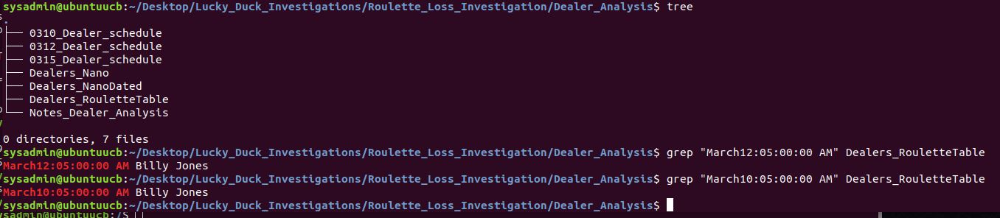 sysadmin@ubuntuucb:~/Desktop/Lucky_Duck_Investigations/Roulette_Loss_Investigation/Dealer_Analysis$ tree
.
├── 0310_Dealer_schedule
├── 0312_Dealer_schedule
├── 0315_Dealer_schedule
├── Dealers_Nano
├── Dealers_NanoDated
├── Dealers_RouletteTable
└── Notes_Dealer_Analysis
0 directories, 7 files
sysadmin@ubuntuucb:~/Desktop/Lucky_Duck_Investigations/Roulette_Loss_Investigation/Dealer_Analysis$ grep "March12:05:00:00 AM" Dealers_RouletteTable
March12:05:00:00 AM Billy Jones
sysadmin@ubuntuucb:~/Desktop/Lucky_Duck_Investigations/Roulette_Loss_Investigation/Dealer_Analysis$ grep "March10:05:00:00 AM" Dealers_RouletteTable
March10:05:00:00 AM Billy Jones
sysadmin@ubuntuucb:~/Desktop/Lucky_Duck_Investigations/Roulette_Loss_Investigation/Dealer_Analysis$
sysadmin@ubuntuucb:/$